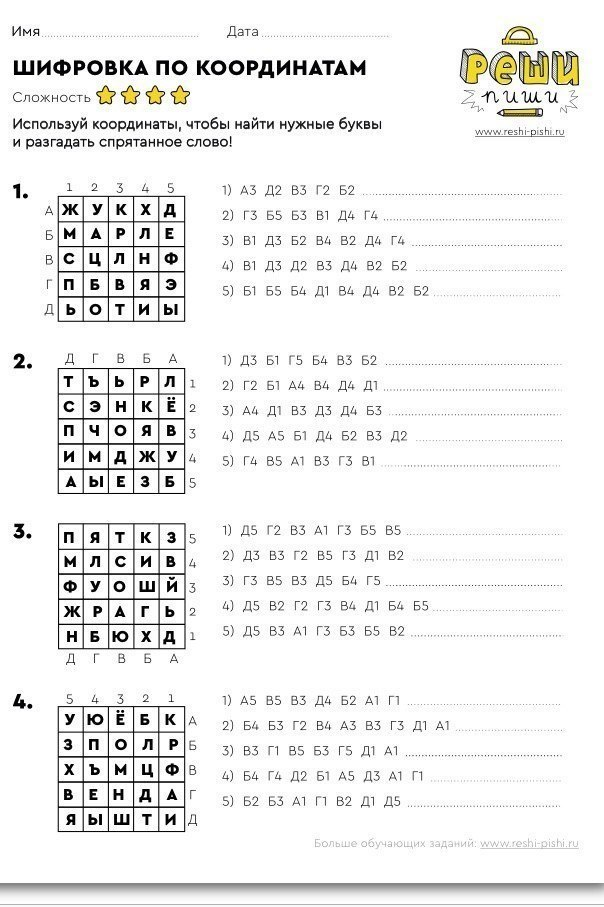 Имя
Дата
ШИФРОВКА ПО КООРДИНАТАМ
Сложность
Используй координаты, чтобы найти нужные буквы
и разгадать спрятанное слово!
Реши
пиши
www.reshi-pishi.ru
1.
1 2 3 4 5
А Ж У К Х Д
Б М А Р Л Е
В С Ц Л Н Ф
Г П Б В Я Э
Д Ь О Т И Ы
1) А3 Д2 В3 Г2 Б2
2) Г3 Б5 Б3 В1 Д4 Г4
3) В1 Д3 Б2 В4 В2 Д4 Г4
4) В1 Д3 Д2 В3 Д4 В2 Б2
5) Б1 Б5 Б4 Д1 В4 Д4 В2 Б2
2.
Д Г В Б А
Т Ъ Ь Р Л 1
С Э Н К Ё 2
П Ч О Я В 3
И М Д Ж У 4
А Ы Е З Б 5
1) Д3 Б1 Г5 Б4 В3 Б2
2) Г2 Б1 А4 В4 Д4 Д1
3) А4 Д1 В3 Д3 Д4 Б3
4) Д5 А5 Б1 Д4 Б2 В3 Д2
5) Г4 В5 А1 В3 Г3 В1
3.
П Я Т К З 5
М Л С И В 4
Ф У О Ш Й 3
Ж Р А Г Ь 2
Н Б Ю Х Д 1
Д Г В Б А
1) Д5 Г2 В3 А1 Г3 Б5 В5
2) Д3 В3 Г2 В5 Г3 Д1 В2
3) Г3 В5 В3 Д5 Б4 Г5
4) Д5 В2 Г2 Г3 В4 Д1 Б4 Б5
5) Д5 В3 А1 Г3 Б3 Б5 В2
4.
5 4 3 2 1
У Ю Ё Б К А
З П О Л Р Б
Х Ъ М Ц Ф В
В Е Н Д А Г
Я Ы Ш Т И Д
1) А5 В5 В3 Д4 Б2 А1 Г1
2) Б4 Б3 Г2 В4 А3 В3 Г3 Д1 А1
3) В3 Г1 В5 Б3 Г5 Д1 А1
4) Б4 Г4 Д2 Б1 А5 Д3 А1 Г1
5) Б2 Б3 А1 Г1 В2 Д1 Д5
Больше обучающих заданий: www.reshi-pishi.ru